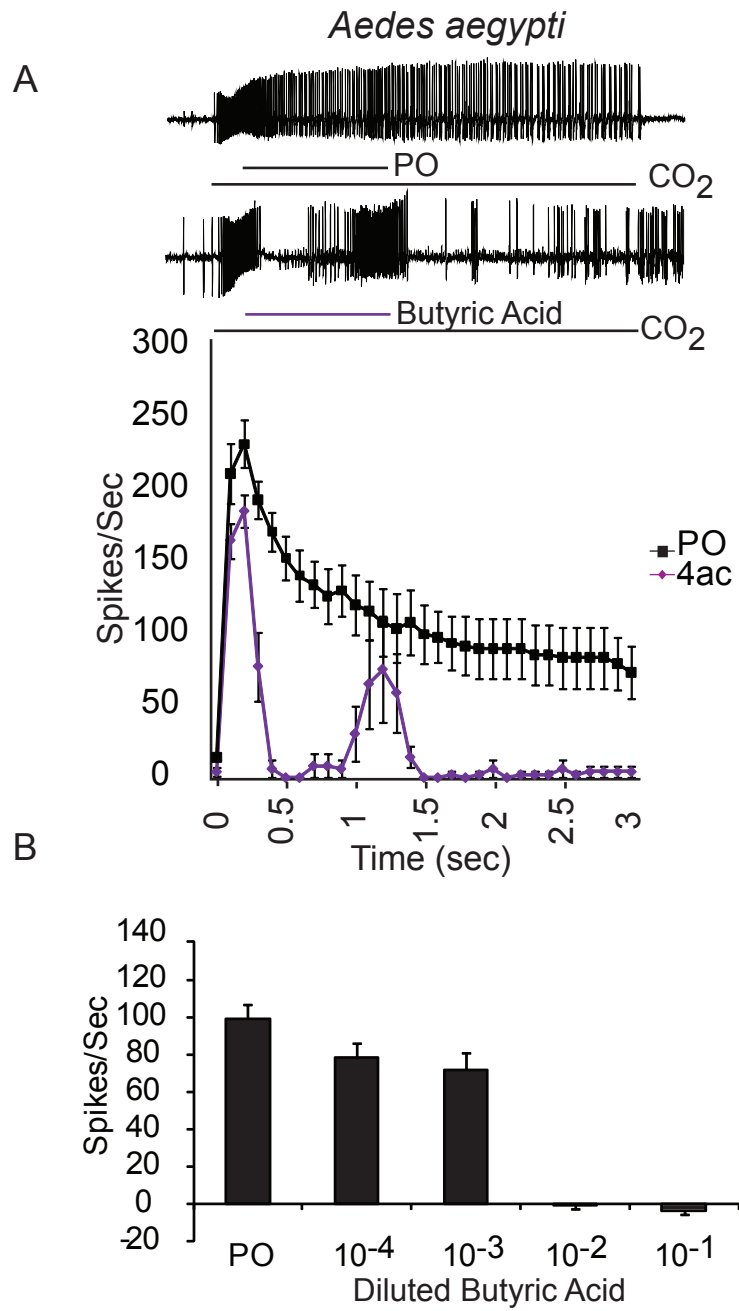 Aedes aegypti
A
PO
CO2
Butyric Acid
CO2
300
250
200
150
100
50
0
Spikes/Sec
PO
4ac
0
0.5
1
1.5
2
2.5
3
Time (sec)
B
140
120
100
80
60
40
20
0
-20
Spikes/Sec
PO 10-4 10-3 10-2 10-1
Diluted Butyric Acid